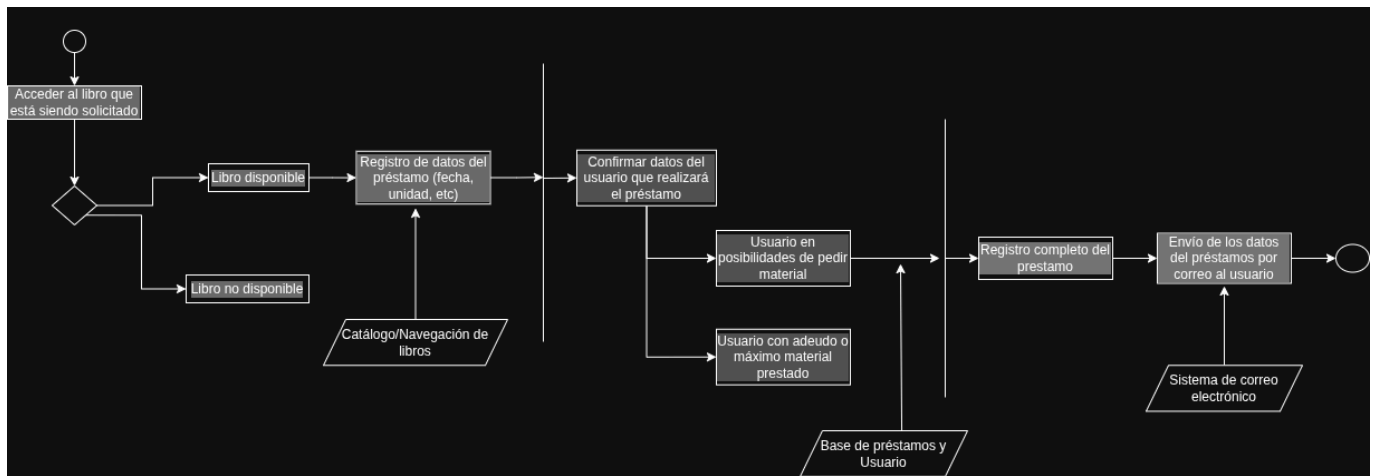 Acceder al libro que
está siendo solicitado
Libro disponible
Libro no disponible
Registro de datos del
préstamo (fecha,
unidad, etc)
Catálogo/Navegación de
libros
Confirmar datos del
usuario que realizará
el préstamo
Usuario en
posibilidades de pedir
material
Usuario con adeudo o
máximo material
prestado
Base de préstamos y
Usuario
Registro completo del
prestamo
Envío de los datos
del préstamos por
correo al usuario
Sistema de correo
electrónico